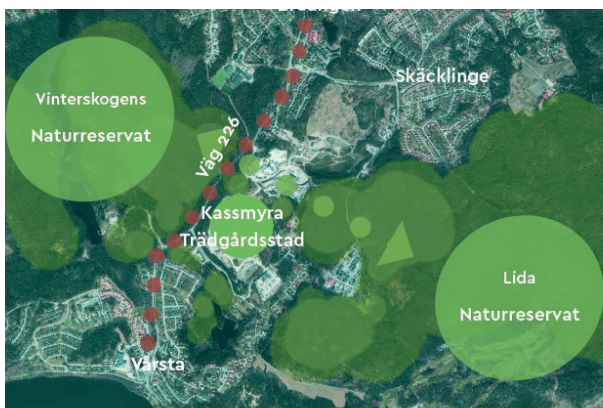 Skäcklinge
Vinterskogens
Naturreservat
Väg 226
Kassmyra
Trädgårdsstad
Lida
Naturreservat
Vårsta